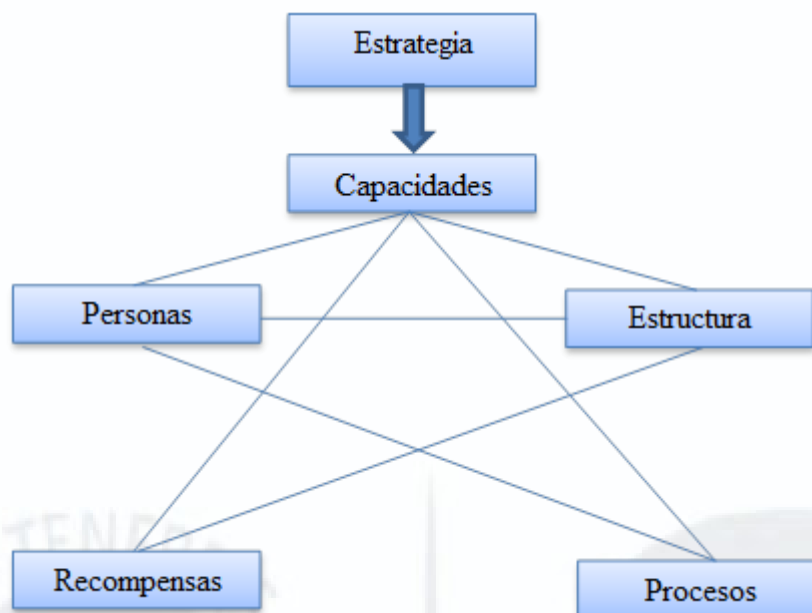 Estrategia
Capacidades
Personas
Estructura
Recompensas
Procesos